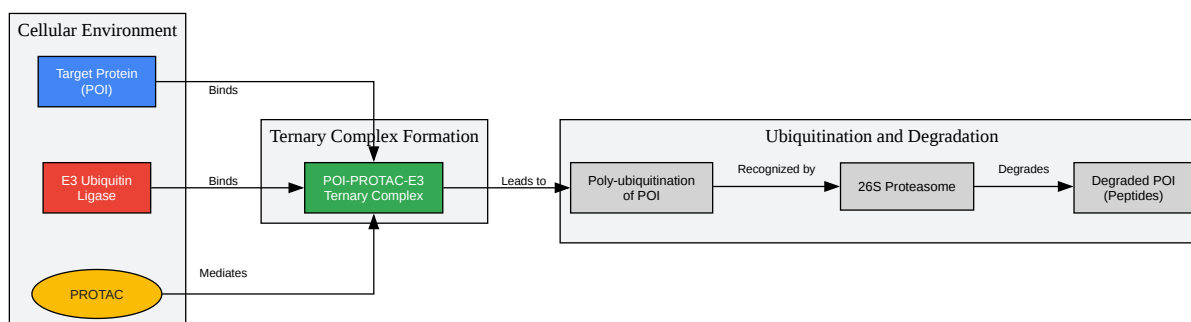 Cellular Environment
Target Protein
(POI)
Binds
E3 Ubiquitin
Ligase
Binds
PROTAC
Mediates
Ternary Complex Formation
POI-PROTAC-E3
Ternary Complex
Leads to
Ubiquitination and Degradation
Poly-ubiquitination
of POI
Recognized by
26S Proteasome
Degrades
Degraded POI
(Peptides)